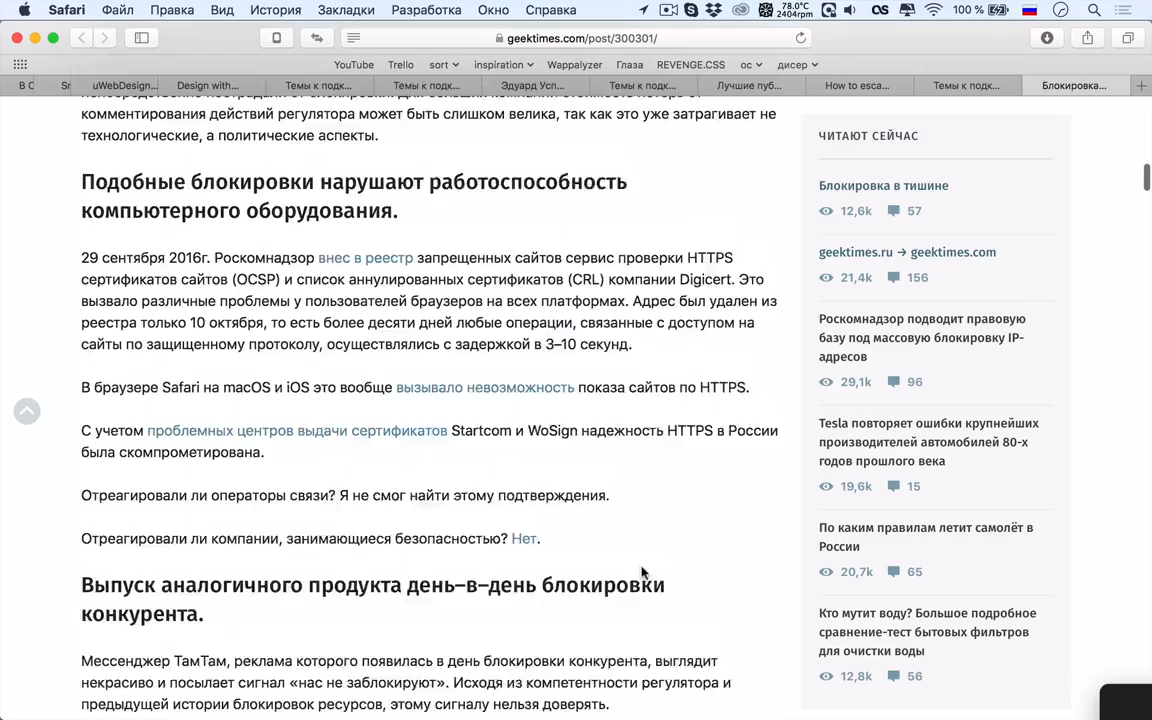 Safari Файл Правка Вид История Закладки Разработка Окно Справка 78.0°C 2404rpm 100 %
geektimes.com/post/300301/
YouTube Trello sort inspiration Wappalyzer Глаза REVENGE.CSS ос дисер
В С Sr uWebDesign... Design with... Темы к подк... Темы к подк... Эдуард Усп... Темы к подк... Лучшие пуб... How to esca... Темы к подк... Блокировка...
комментирования действий регулятора может быть слишком велика, так как это уже затрагивает не
технологические, а политические аспекты.
Подобные блокировки нарушают работоспособность
компьютерного оборудования.
29 сентября 2016г. Роскомнадзор внес в реестр запрещенных сайтов сервис проверки HTTPS
сертификатов сайтов (OCSP) и список аннулированных сертификатов (CRL) компании Digicert. Это
вызвало различные проблемы у пользователей браузеров на всех платформах. Адрес был удален из
реестра только 10 октября, то есть более десяти дней любые операции, связанные с доступом на
сайты по защищенному протоколу, осуществлялись с задержкой в 3–10 секунд.
В браузере Safari на macOS и iOS это вообще вызывало невозможность показа сайтов по HTTPS.
С учетом проблемных центров выдачи сертификатов Startcom и WoSign надежность HTTPS в России
была скомпрометирована.
Отреагировали ли операторы связи? Я не смог найти этому подтверждения.
Отреагировали ли компании, занимающиеся безопасностью? Нет.
Выпуск аналогичного продукта день–в–день блокировки
конкурента.
Мессенджер ТамТам, реклама которого появилась в день блокировки конкурента, выглядит
некрасиво и посылает сигнал «нас не заблокируют». Исходя из компетентности регулятора и
предыдущей истории блокировок ресурсов, этому сигналу нельзя доверять.
ЧИТАЮТ СЕЙЧАС
Блокировка в тишине
12,6k 57
geektimes.ru → geektimes.com
21,4k 156
Роскомнадзор подводит правовую
базу под массовую блокировку IP-
адресов
29,1k 96
Tesla повторяет ошибки крупнейших
производителей автомобилей 80-х
годов прошлого века
19,6k 15
По каким правилам летит самолёт в
России
20,7k 65
Кто мутит воду? Большое подробное
сравнение-тест бытовых фильтров
для очистки воды
12,8k 56